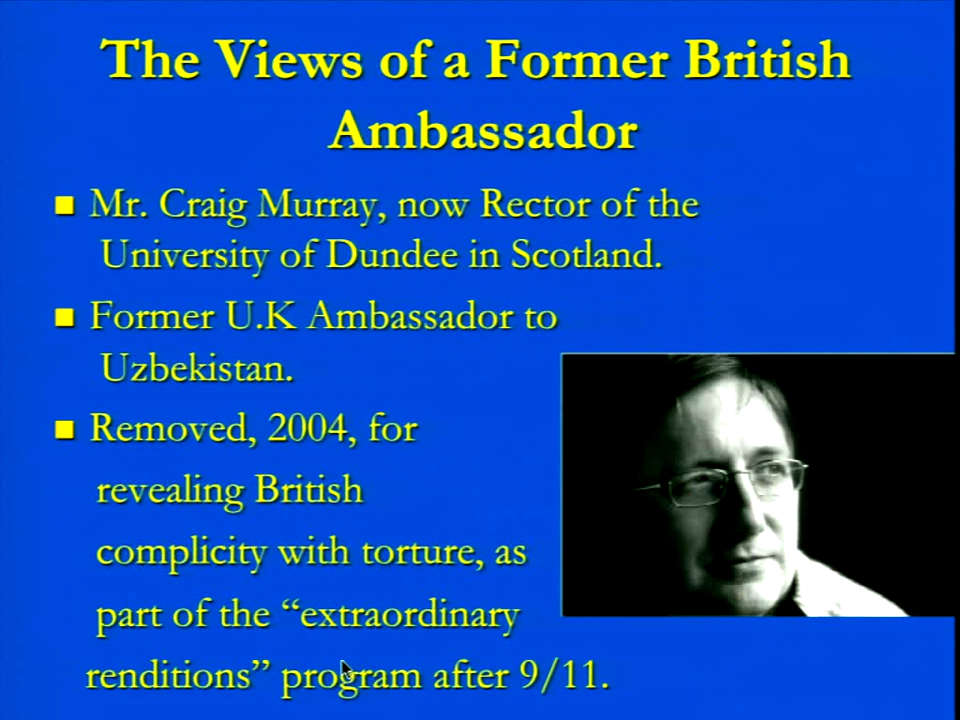 The Views of a Former British
Ambassador
Mr. Craig Murray, now Rector of the
University of Dundee in Scotland.
Former U.K Ambassador to
Uzbekistan.
Removed, 2004, for
revealing British
complicity with torture, as
part of the “extraordinary
renditions” program after 9/11.